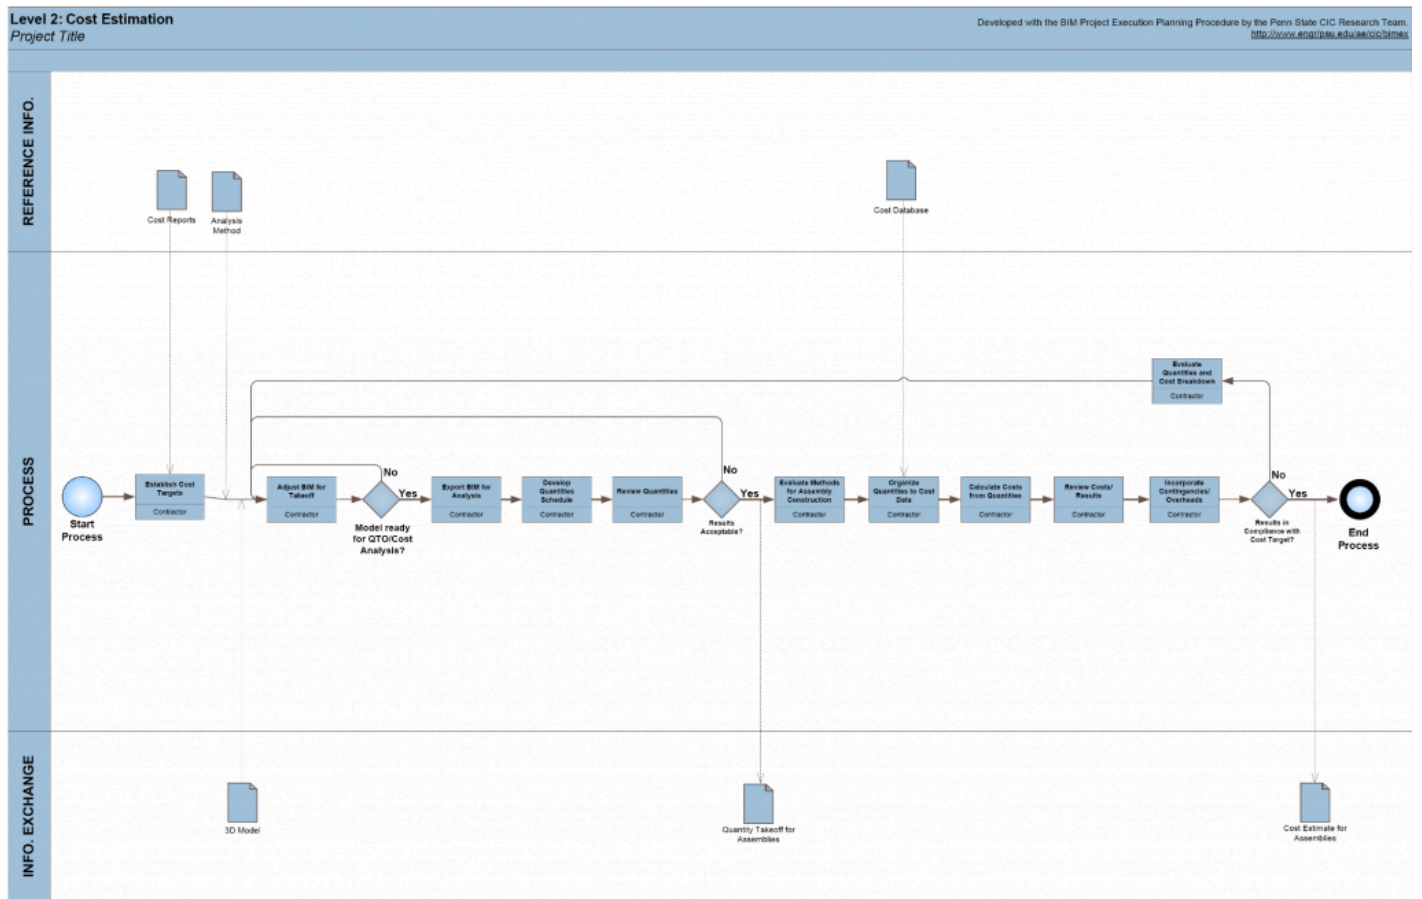 Level 2: Cost Estimation
Project Title
Developed with the BIM Project Execution Planning Procedure by the Penn State CIC Research Team.
http://www.engr/psu.edu/ae/cic/bimex
REFERENCE INFO.
Cost Reports
Analysis
Method
Cost Database
PROCESS
Start
Process
Establish Cost
Targets
Contractor
Adjust BIM for
Takeoff
Contractor
No
Yes
Model ready
for QTO/Cost
Analysis?
Export BIM for
Analysis
Contractor
Develop
Quantities
Schedule
Contractor
Review Quantities
Contractor
No
Yes
Results
Acceptable?
Evaluate Methods
for Assembly
Construction
Contractor
Organize
Quantities to Cost
Data
Contractor
Calculate Costs
from Quantities
Contractor
Review Costs/
Results
Contractor
Incorporate
Contingencies/
Overheads
Contractor
Evaluate
Quantities and
Cost Breakdown
Contractor
No
Yes
Results in
Compliance with
Cost Target?
End
Process
INFO. EXCHANGE
3D Model
Quantity Takeoff for
Assemblies
Cost Estimate for
Assemblies